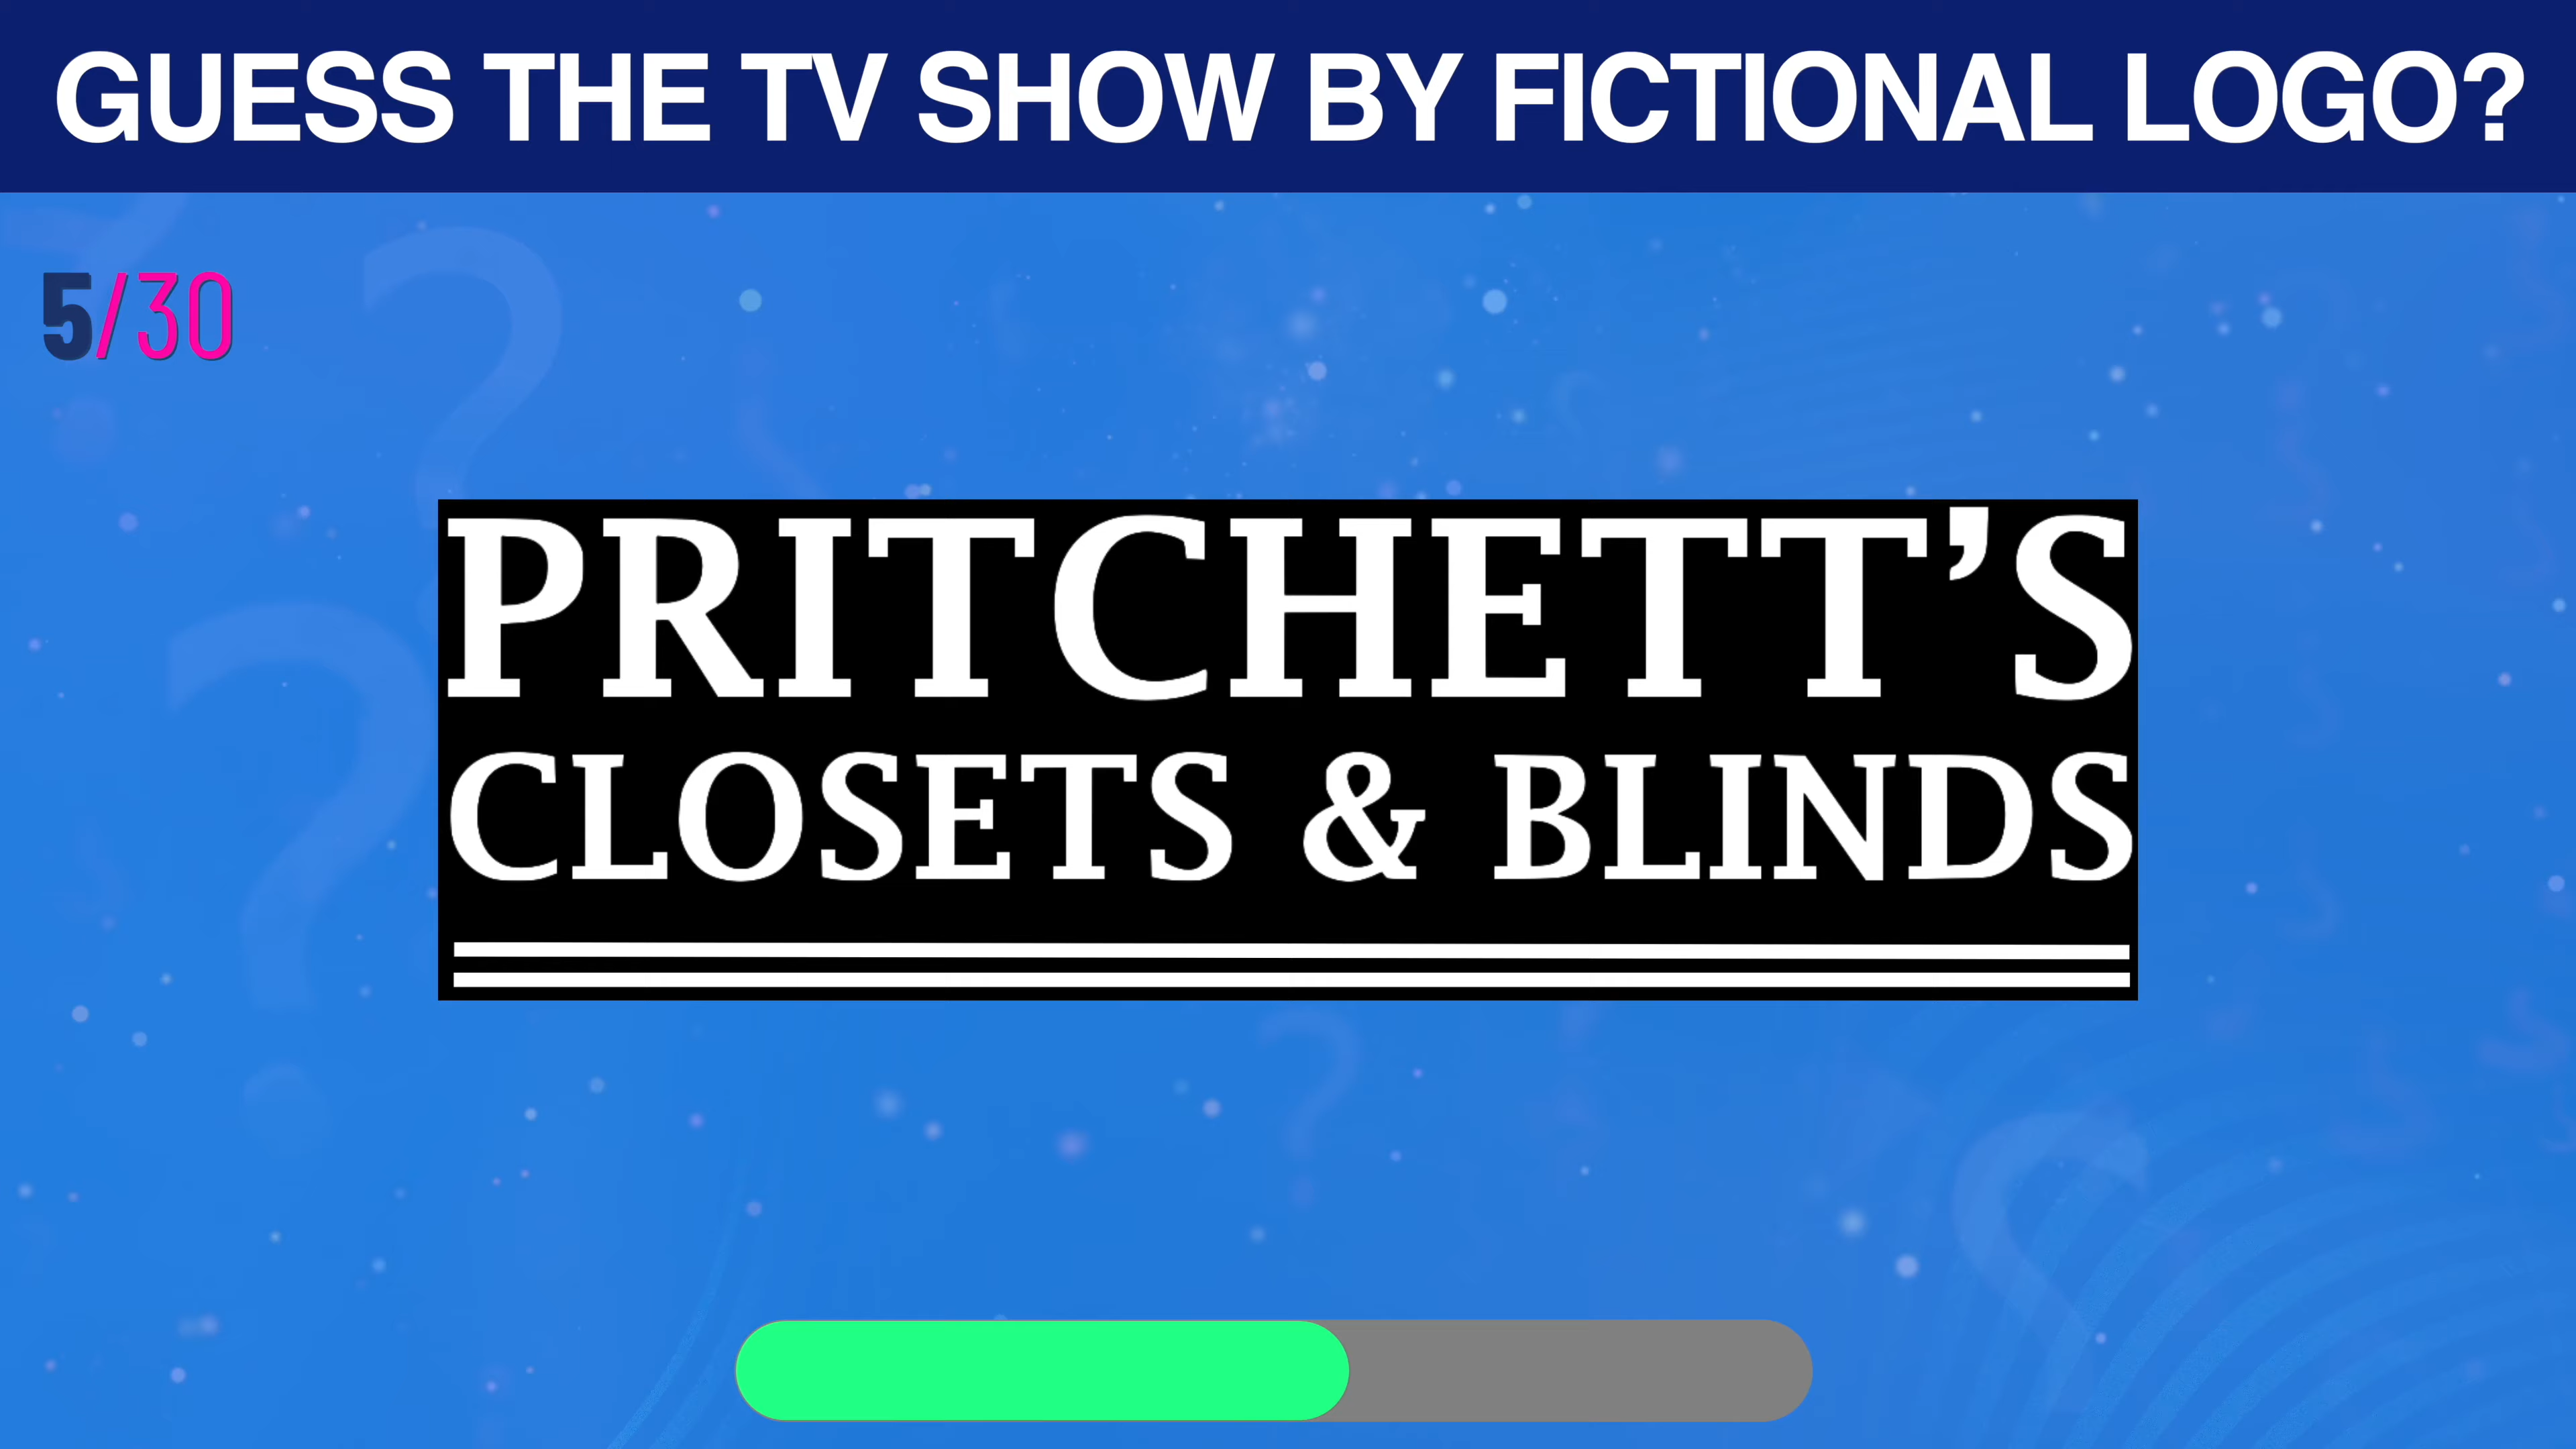 GUESS THE TV SHOW BY FICTIONAL LOGO?
5/30
PRITCHETT’S
CLOSETS & BLINDS